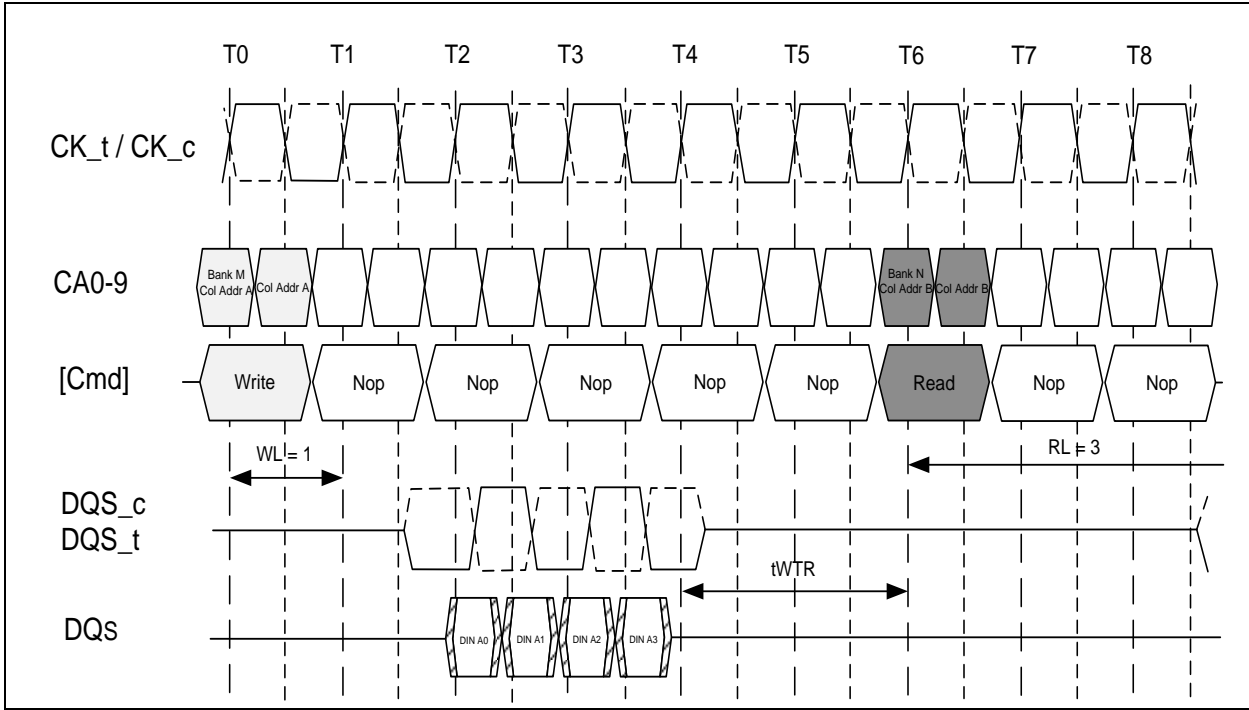 T0 T1 T2 T3 T4 T5 T6 T7 T8
CK_t / CK_c
CA0-9
Bank M
Col Addr A
Col Addr A
Bank N
Col Addr B
Col Addr B
[Cmd]
Write Nop Nop Nop Nop Nop Read Nop Nop
WL = 1
RL = 3
DQS_c
DQS_t
tWTR
DQs
DIN A0 DIN A1 DIN A2 DIN A3